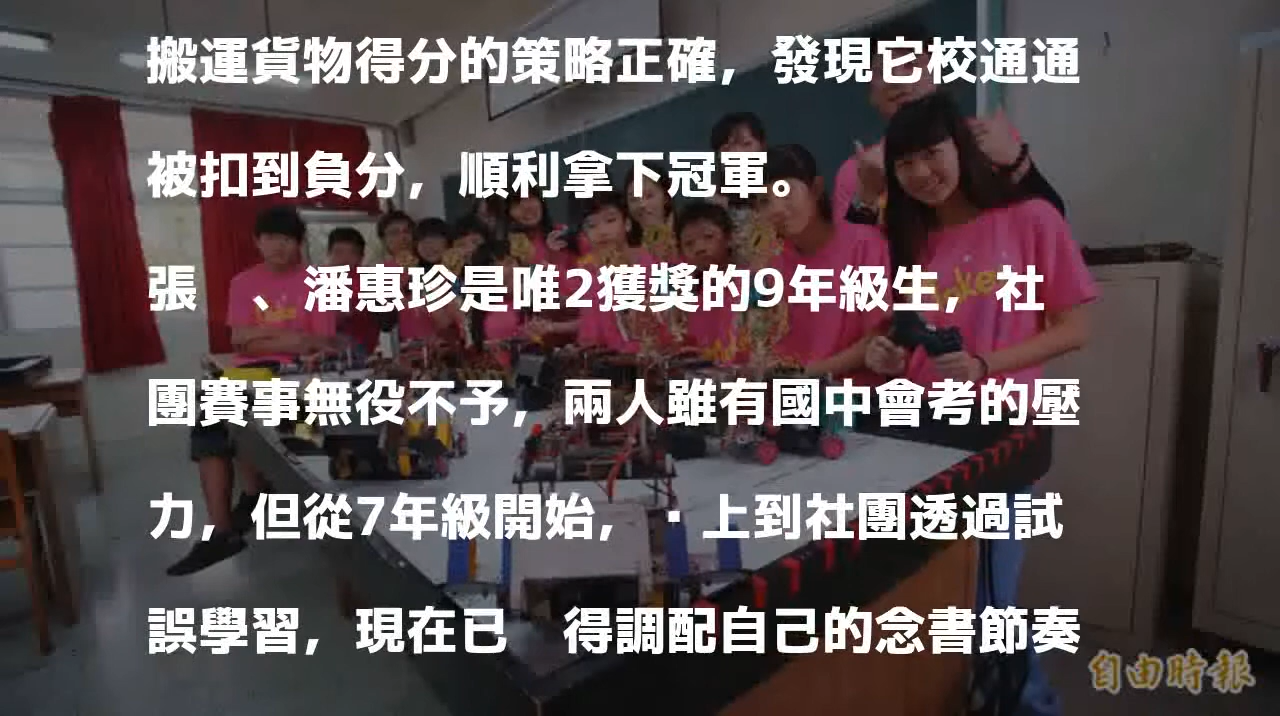 搬運貨物得分的策略正確，發現它校通通
被扣到負分，順利拿下冠軍。
張　、潘惠珍是唯2獲獎的9年級生，社
團賽事無役不予，兩人雖有國中會考的壓
力，但從7年級開始，▪上到社團透過試
誤學習，現在已　得調配自己的念書節奏
自由時報